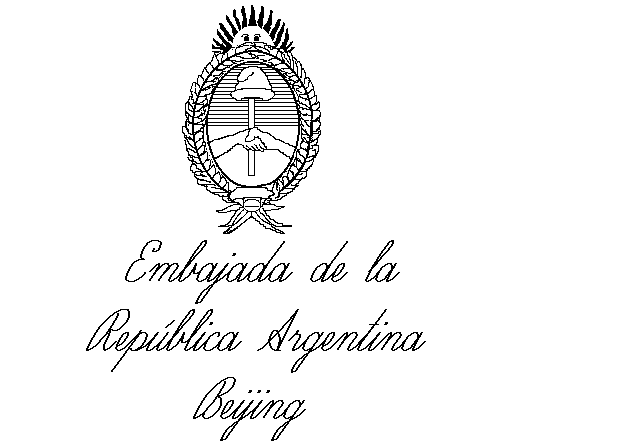 Embajada de la
República Argentina
Beijing